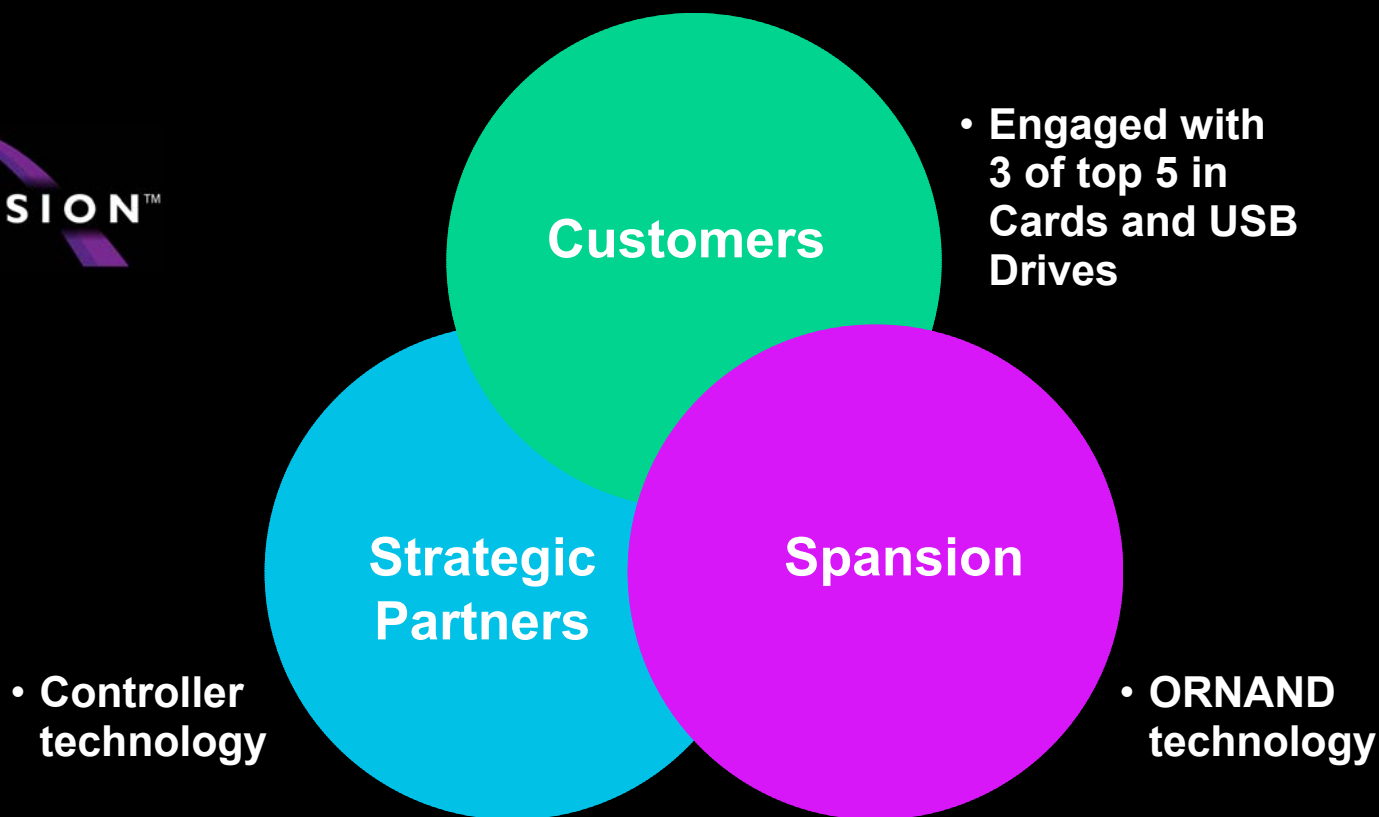 SION™
Customers
• Engaged with
3 of top 5 in
Cards and USB
Drives
Strategic
Partners
Spansion
• Controller
technology
• ORNAND
technology